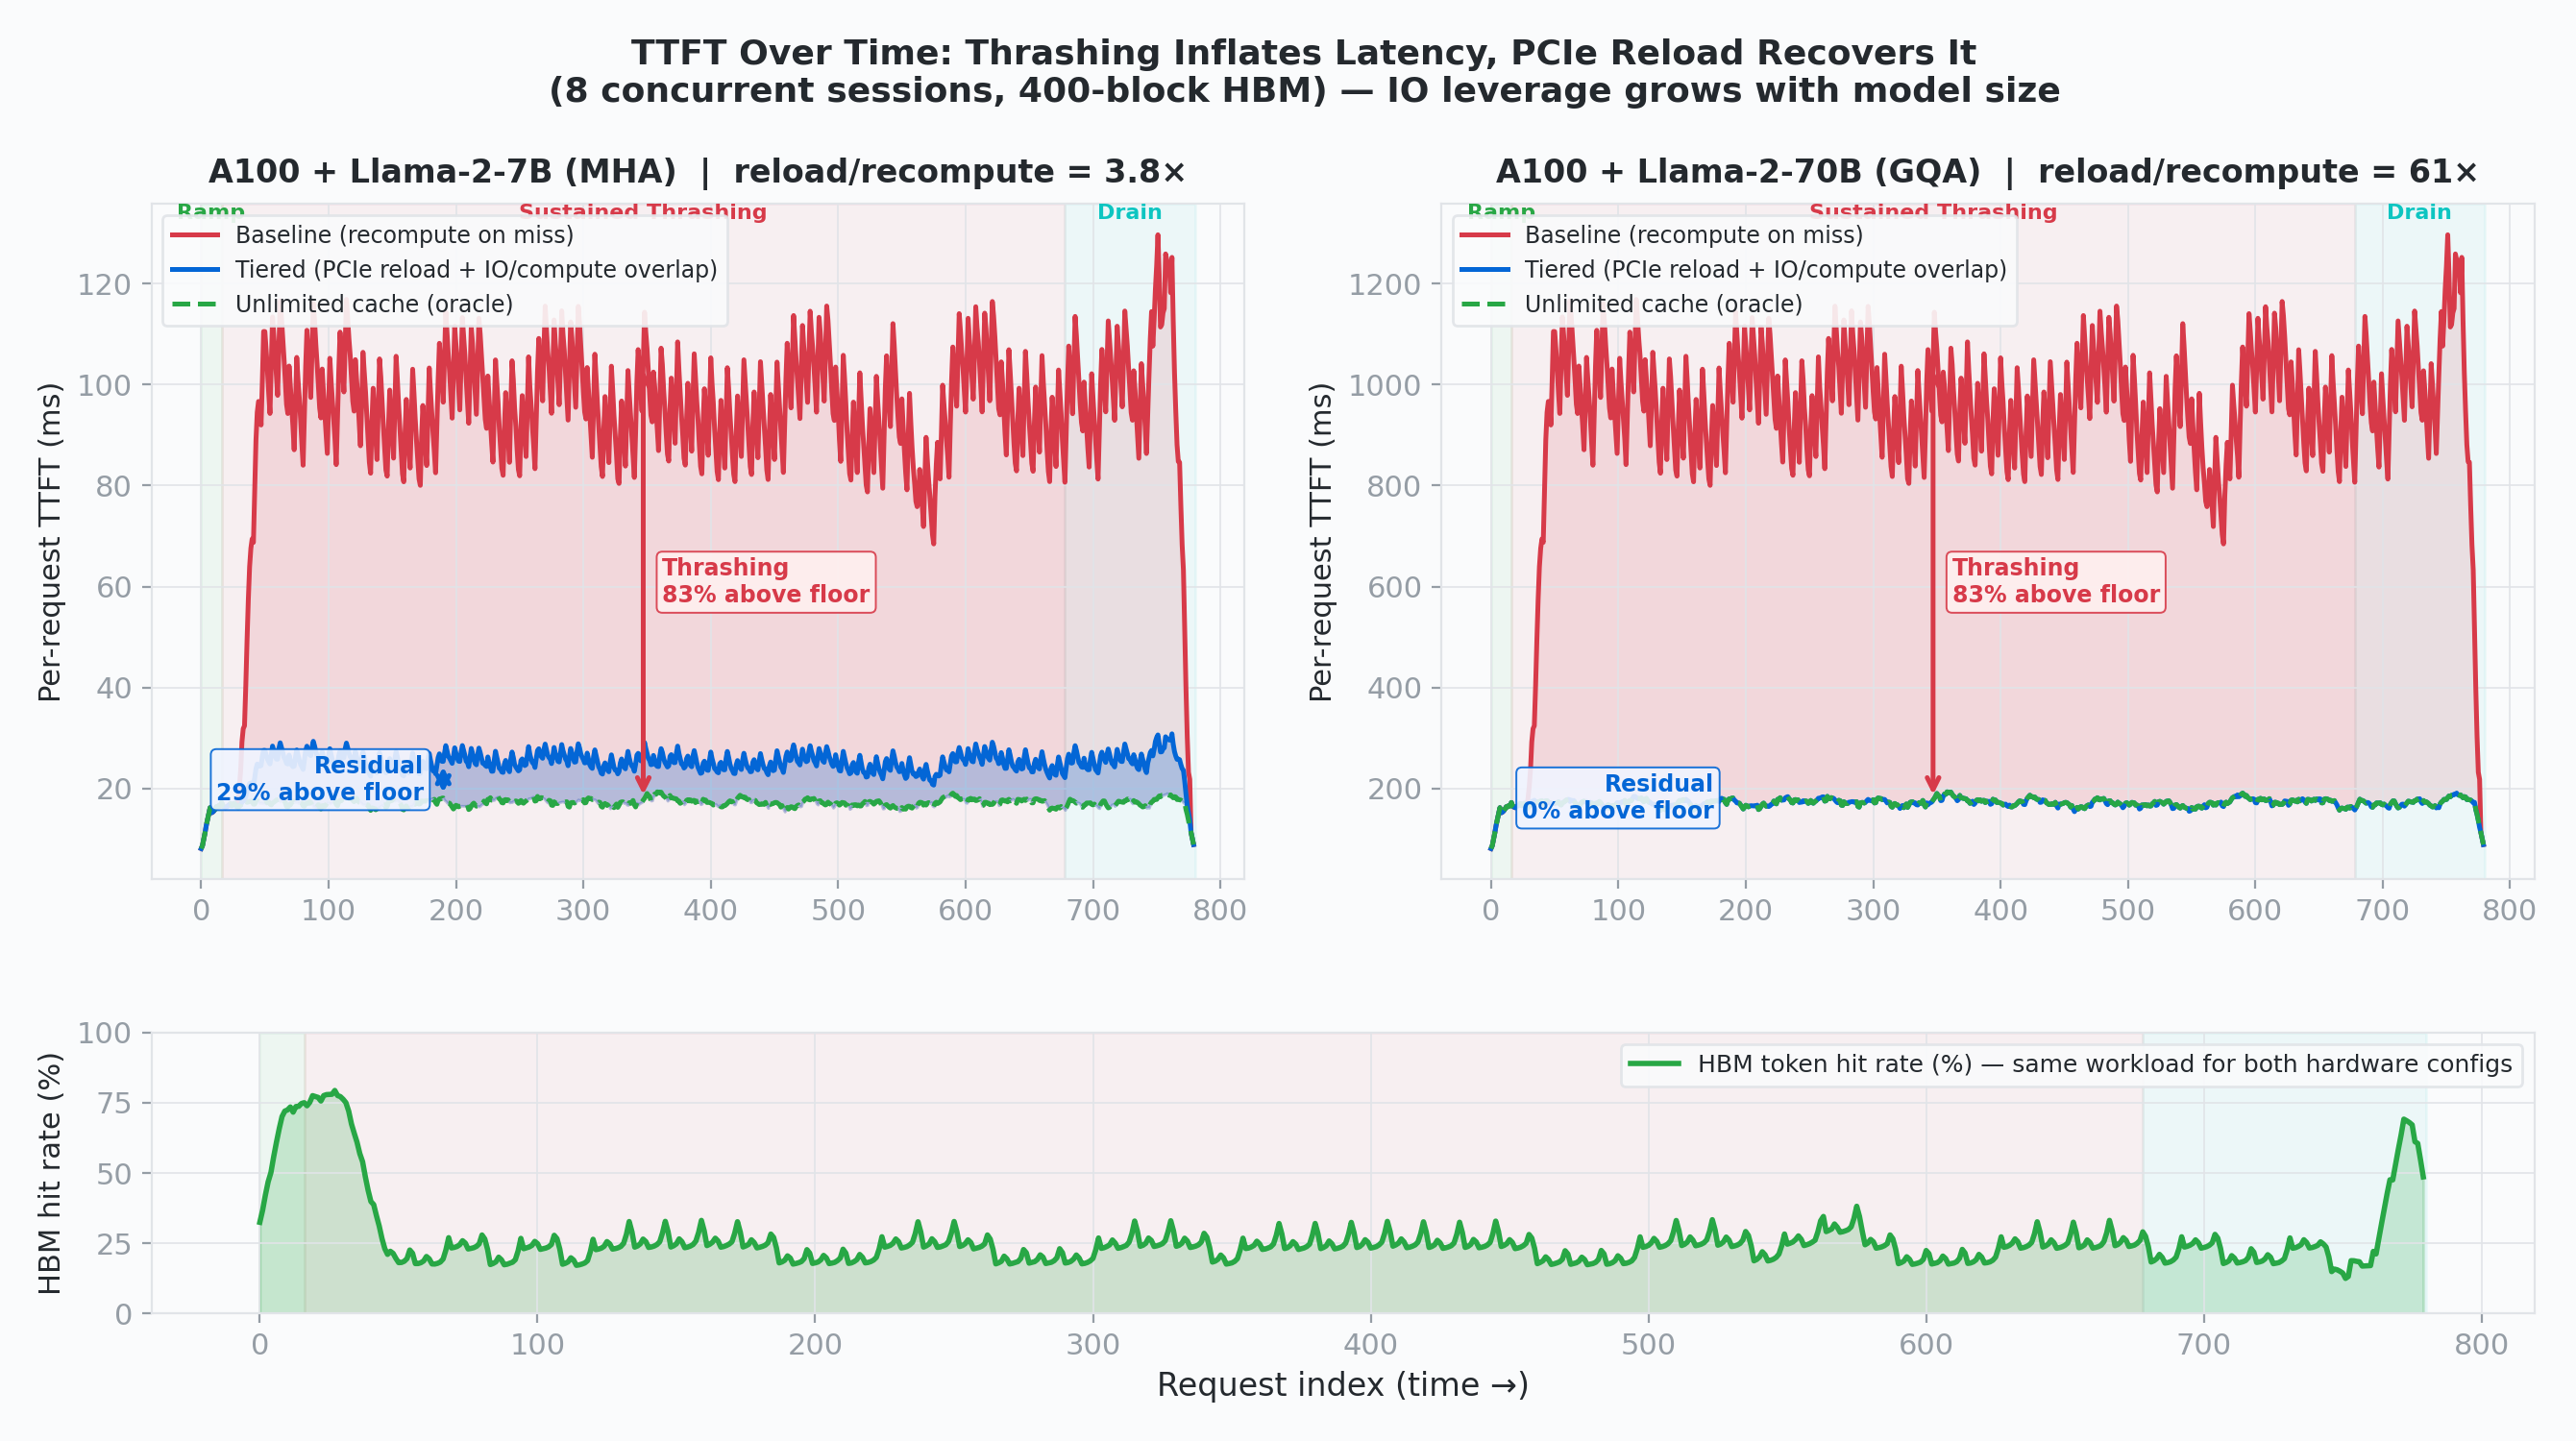 TTFT Over Time: Thrashing Inflates Latency, PCIe Reload Recovers It
(8 concurrent sessions, 400-block HBM) — IO leverage grows with model size
A100 + Llama-2-7B (MHA) | reload/recompute = 3.8×
Ramp
Sustained Thrashing
Drain
Baseline (recompute on miss)
Tiered (PCIe reload + IO/compute overlap)
Unlimited cache (oracle)
Per-request TTFT (ms)
120
100
80
60
40
20
Thrashing
83% above floor
Residual
29% above floor
0 100 200 300 400 500 600 700 800
A100 + Llama-2-70B (GQA) | reload/recompute = 61×
Ramp
Sustained Thrashing
Drain
Baseline (recompute on miss)
Tiered (PCIe reload + IO/compute overlap)
Unlimited cache (oracle)
Per-request TTFT (ms)
1200
1000
800
600
400
200
Thrashing
83% above floor
Residual
0% above floor
0 100 200 300 400 500 600 700 800
HBM hit rate (%)
100
75
50
25
0
HBM token hit rate (%) — same workload for both hardware configs
0 100 200 300 400 500 600 700 800
Request index (time →)